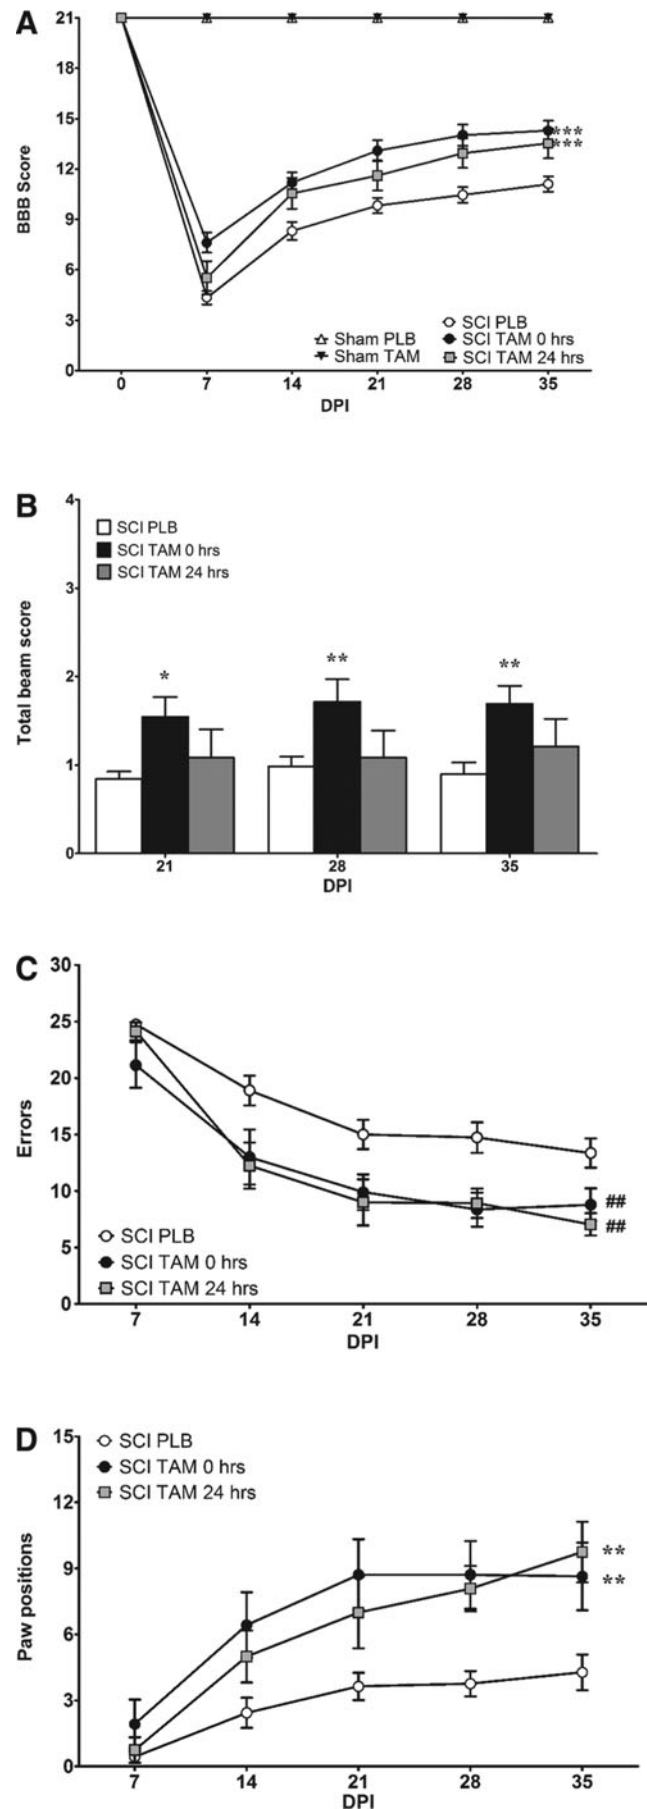 A
21
18
15
12
9
6
3
0
BBB Score
***
***
Sham PLB
Sham TAM
SCI PLB
SCI TAM 0 hrs
SCI TAM 24 hrs
0 7 14 21 28 35
DPI
B
4
3
2
1
0
Total beam score
SCI PLB
SCI TAM 0 hrs
SCI TAM 24 hrs
* ** **
21 28 35
DPI
C
30
25
20
15
10
5
0
Errors
##
##
SCI PLB
SCI TAM 0 hrs
SCI TAM 24 hrs
7 14 21 28 35
DPI
D
15
12
9
6
3
0
Paw positions
SCI PLB
SCI TAM 0 hrs
SCI TAM 24 hrs
**
**
7 14 21 28 35
DPI